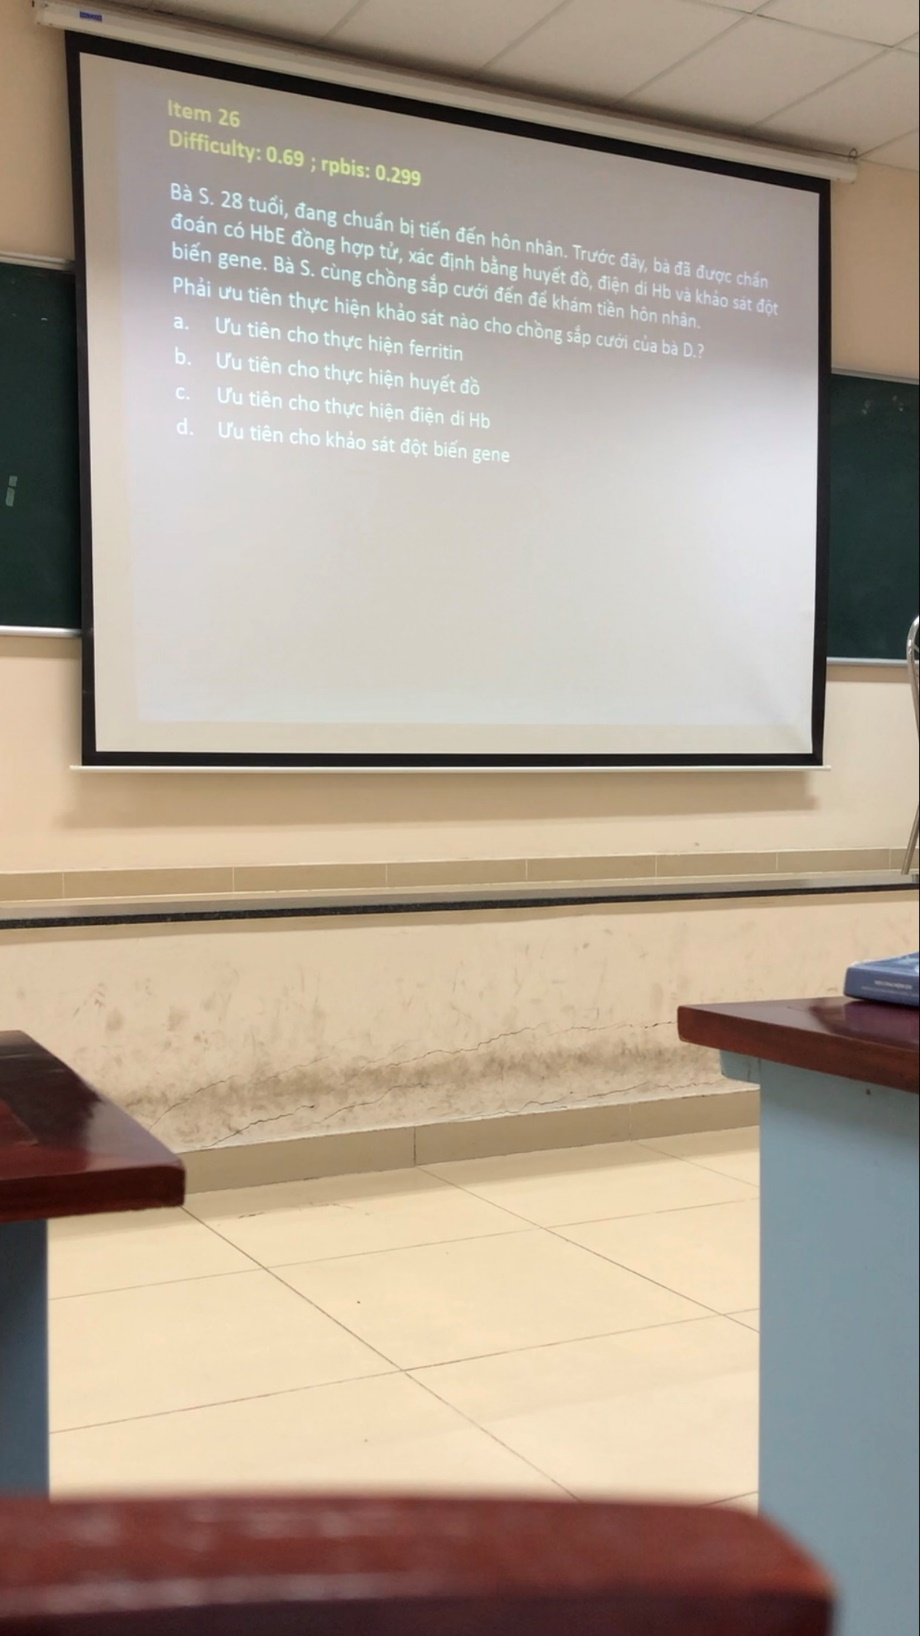 Item 26
Difficulty: 0.69 ; rpbis: 0.299
Bà S. 28 tuổi, đang chuẩn bị tiến đến hôn nhân. Trước đây, bà đã được chẩn
đoán có HbE đồng hợp tử, xác định bằng huyết đồ, điện di Hb và khảo sát đột
biến gene. Bà S. cùng chồng sắp cưới đến để khám tiền hôn nhân.
Phải ưu tiên thực hiện khảo sát nào cho chồng sắp cưới của bà D.?
a. Ưu tiên cho thực hiện ferritin
b. Ưu tiên cho thực hiện huyết đồ
c. Ưu tiên cho thực hiện điện di Hb
d. Ưu tiên cho khảo sát đột biến gene